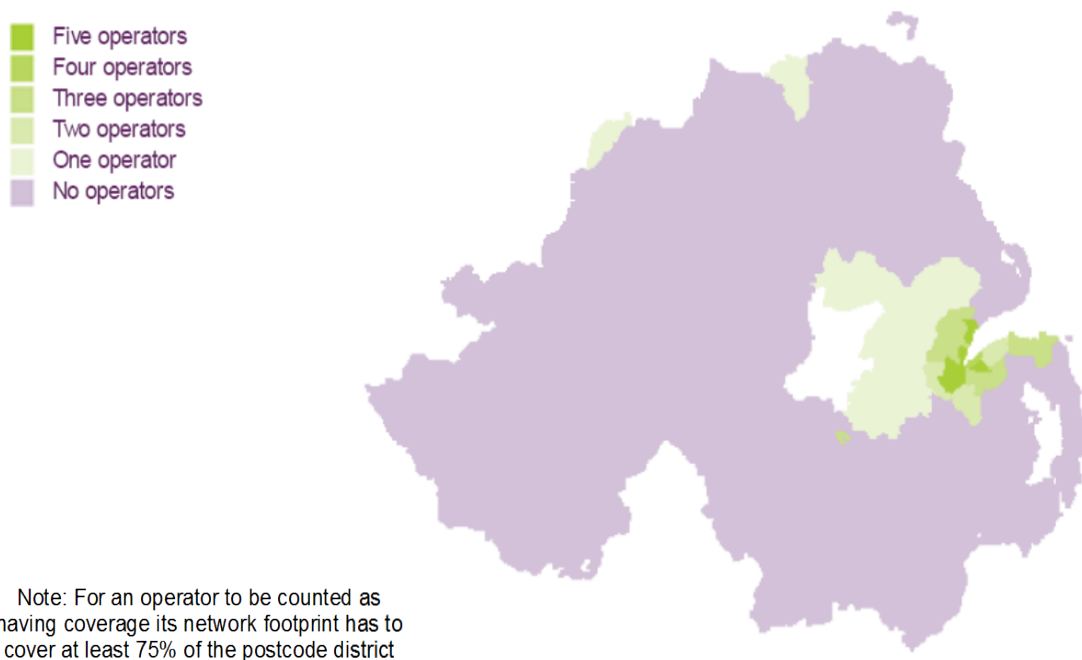 Five operators
Four operators
Three operators
Two operators
One operator
No operators
Note: For an operator to be counted as
having coverage its network footprint has to
cover at least 75% of the postcode district